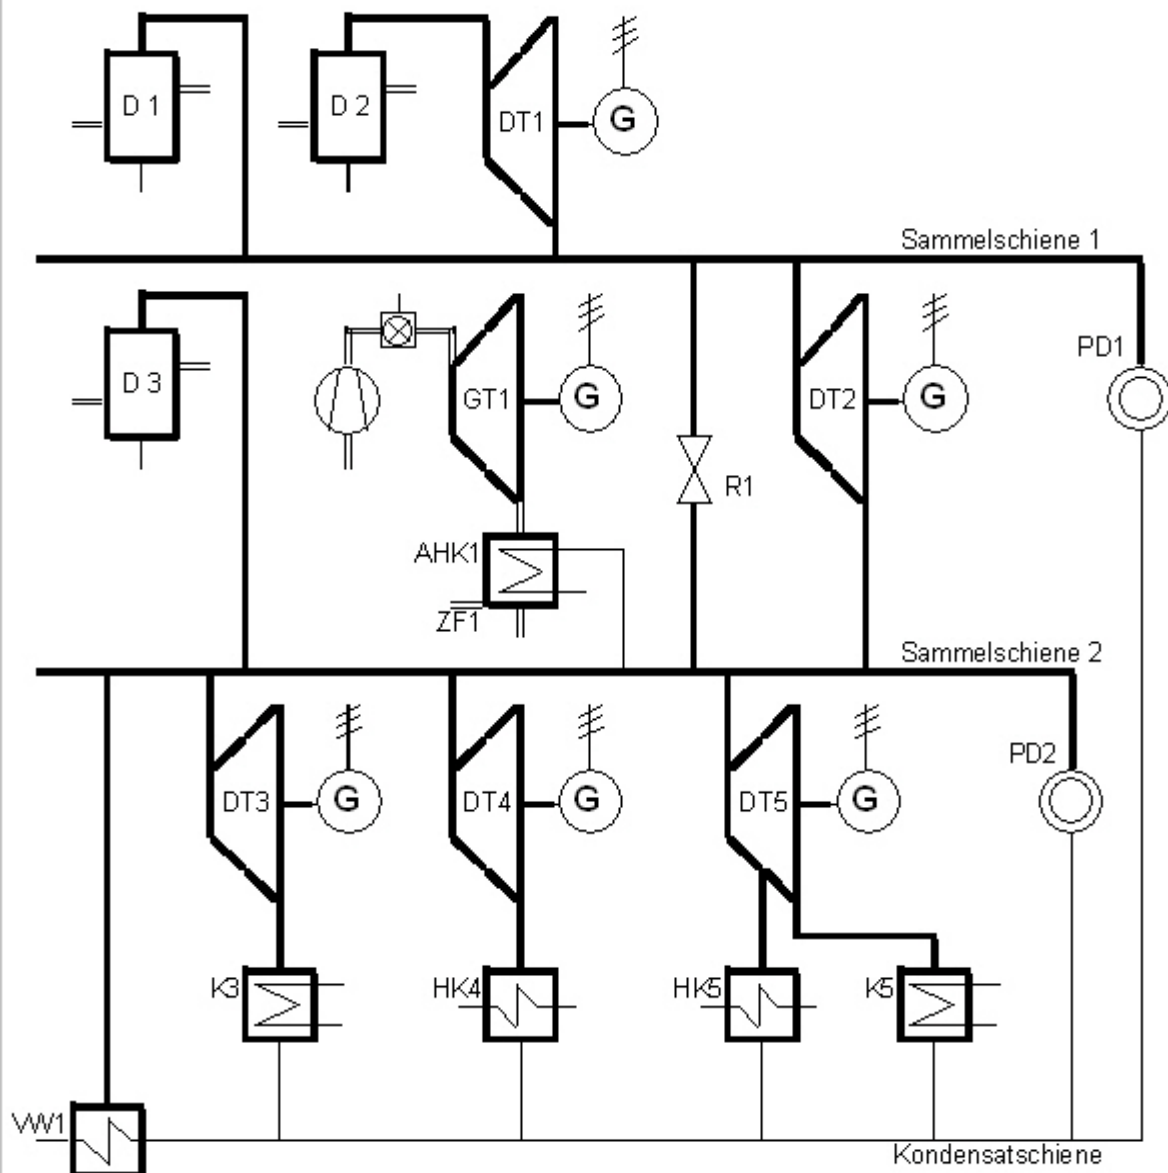 D 1
D 2
DT1
G
Sammelschiene 1
D 3
GT1
G
DT2
G
PD1
R1
AHK1
ZF1
Sammelschiene 2
DT3
G
DT4
G
DT5
G
PD2
K3
HK4
HK5
K5
VW1
Kondensatschiene